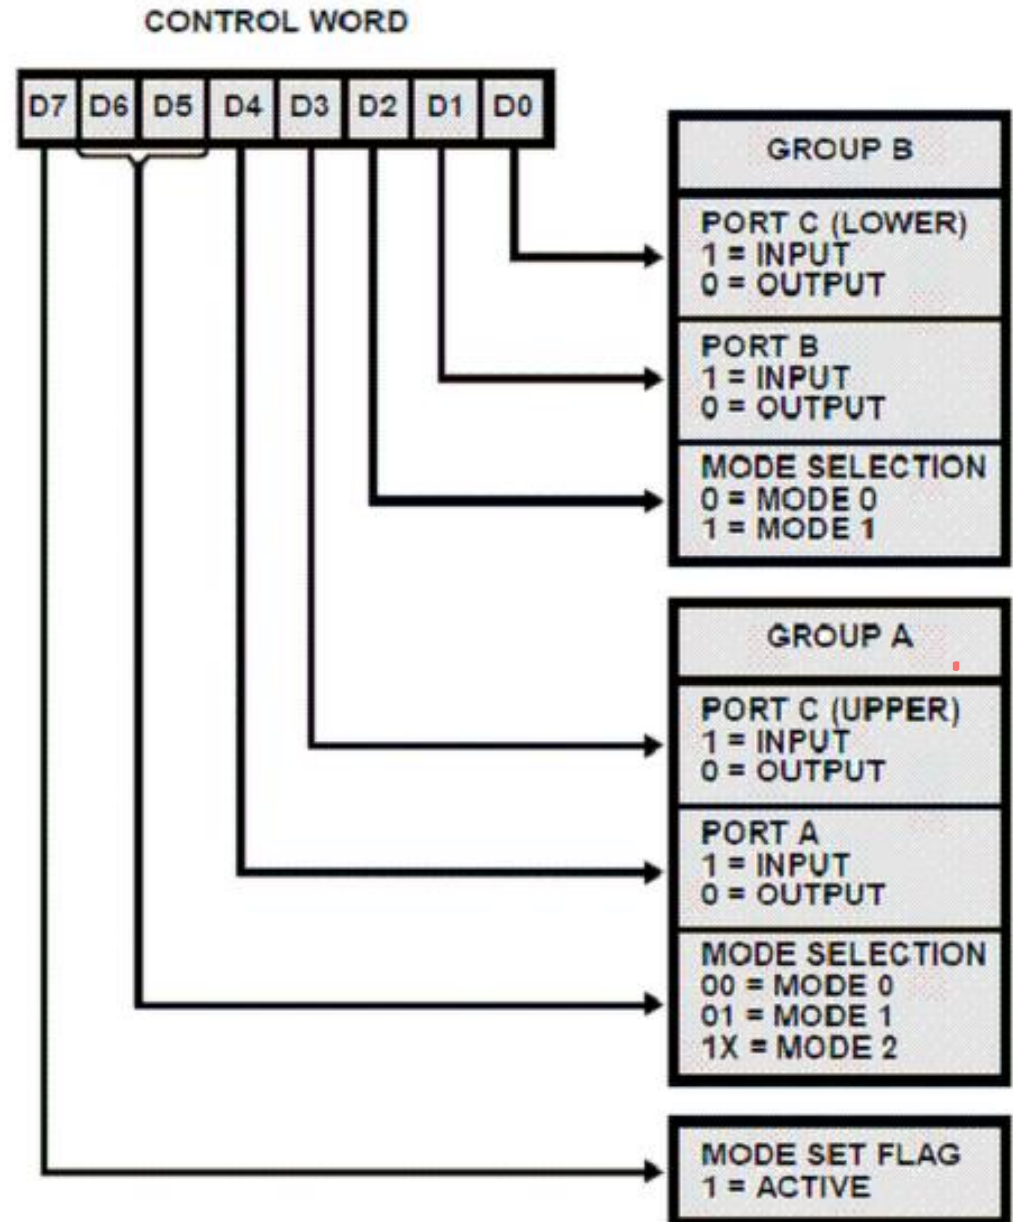 CONTROL WORD
D7 D6 D5 D4 D3 D2 D1 D0
GROUP B
PORT C (LOWER)
1 = INPUT
0 = OUTPUT
PORT B
1 = INPUT
0 = OUTPUT
MODE SELECTION
0 = MODE 0
1 = MODE 1
GROUP A
PORT C (UPPER)
1 = INPUT
0 = OUTPUT
PORT A
1 = INPUT
0 = OUTPUT
MODE SELECTION
00 = MODE 0
01 = MODE 1
1X = MODE 2
MODE SET FLAG
1 = ACTIVE